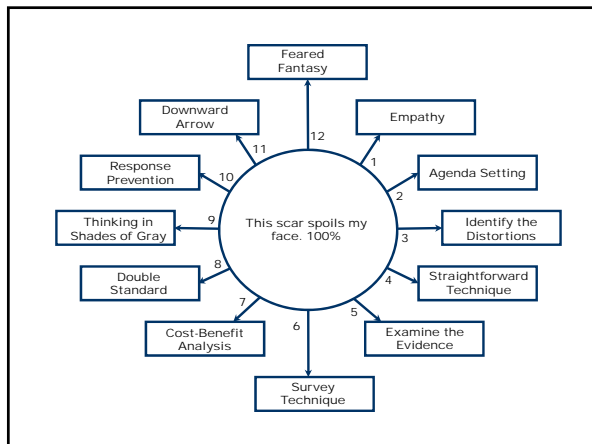 Feared
Fantasy
Downward
Arrow
Empathy
12
11
1
Response
Prevention
Agenda Setting
10
2
Thinking in
Shades of Gray
9
This scar spoils my
face. 100%
3
Identify the
Distortions
Double
Standard
8
4
Straightforward
Technique
7
5
6
Cost-Benefit
Analysis
Examine the
Evidence
Survey
Technique